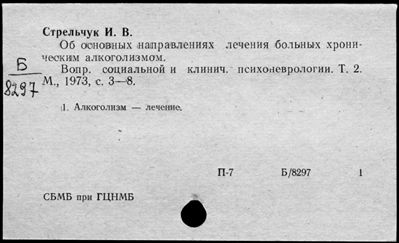 Стрельчук И. В.
Об основных направлениях лечения больных хрони-
ческим алкоголизмом.
Б
8297
Вопр. социальной и клинич. психоневрологии. Т. 2.
М., 1973, с. 3—8.
1. Алкоголизм — лечение.
П-7 Б/8297 1
СБМБ при ГЦНМБ